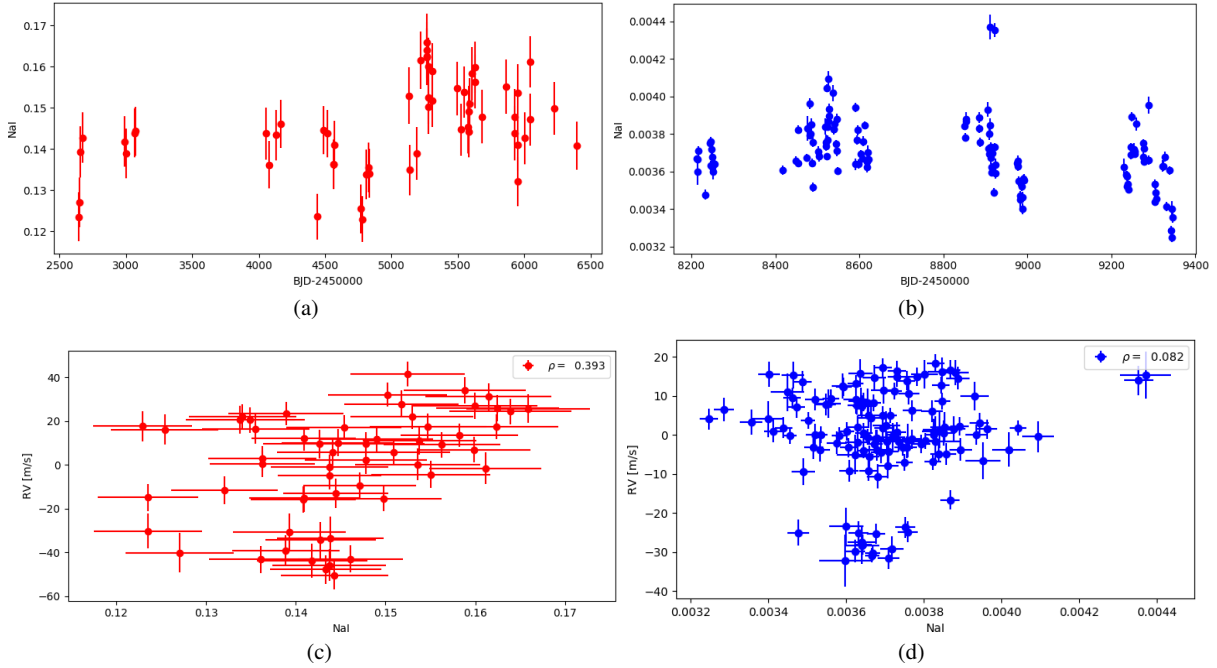 0.17
0.16
0.15
0.14
0.13
0.12
NaI
2500 3000 3500 4000 4500 5000 5500 6000 6500
BJD-2450000
(a)
0.0044
0.0042
0.0040
0.0038
0.0036
0.0034
0.0032
NaI
8200 8400 8600 8800 9000 9200 9400
BJD-2450000
(b)
ρ = 0.393
40
20
0
−20
−40
−60
RV [m/s]
0.12 0.13 0.14 0.15 0.16 0.17
NaI
(c)
ρ = 0.082
20
10
0
−10
−20
−30
−40
RV [m/s]
0.0032 0.0034 0.0036 0.0038 0.0040 0.0042 0.0044
NaI
(d)